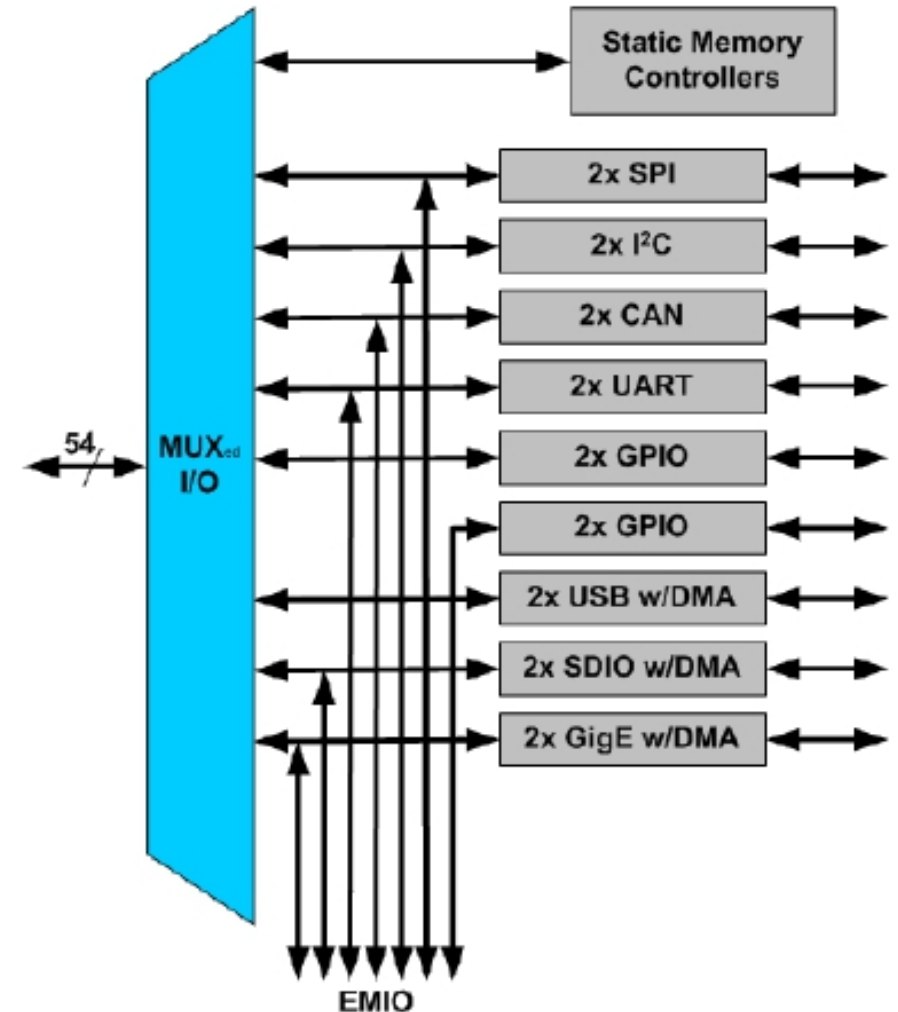 Static Memory
Controllers
2x SPI
2x I²C
2x CAN
2x UART
54
MUXed
I/O
2x GPIO
2x GPIO
2x USB w/DMA
2x SDIO w/DMA
2x GigE w/DMA
EMIO